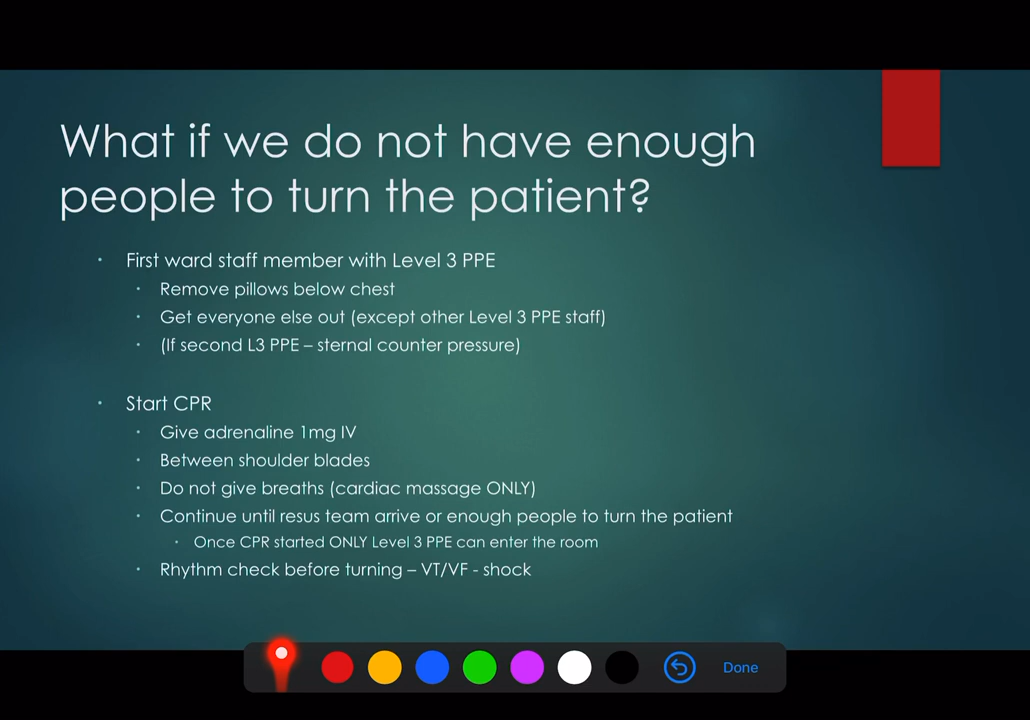 What if we do not have enough
people to turn the patient?
First ward staff member with Level 3 PPE
Remove pillows below chest
Get everyone else out (except other Level 3 PPE staff)
(If second L3 PPE – sternal counter pressure)
Start CPR
Give adrenaline 1mg IV
Between shoulder blades
Do not give breaths (cardiac massage ONLY)
Continue until resus team arrive or enough people to turn the patient
Once CPR started ONLY Level 3 PPE can enter the room
Rhythm check before turning – VT/VF - shock
Done